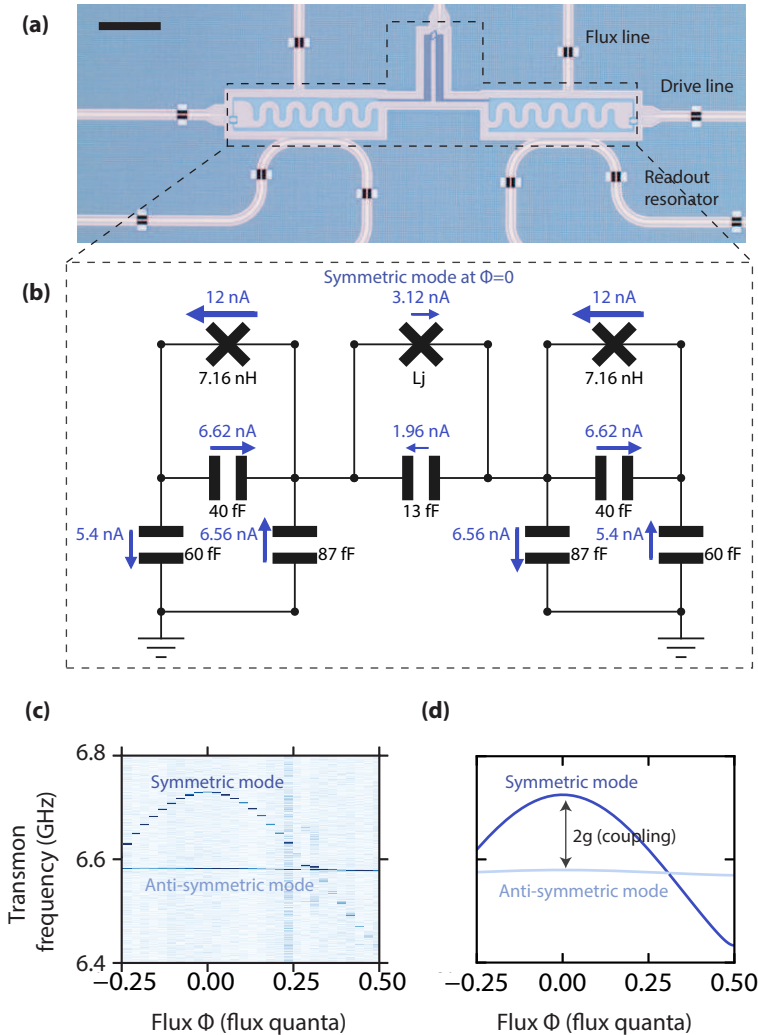 (a)
Flux line
Drive line
Readout
resonator
(b)
Symmetric mode at Φ=0
12 nA
3.12 nA
12 nA
7.16 nH
Lj
7.16 nH
6.62 nA
1.96 nA
6.62 nA
40 fF
13 fF
40 fF
5.4 nA
60 fF
6.56 nA
87 fF
6.56 nA
87 fF
5.4 nA
60 fF
(c)
6.8
6.6
6.4
Transmon
frequency (GHz)
Symmetric mode
Anti-symmetric mode
−0.25
0.00
0.25
0.50
Flux Φ (flux quanta)
(d)
Symmetric mode
2g (coupling)
Anti-symmetric mode
−0.25
0.00
0.25
0.50
Flux Φ (flux quanta)